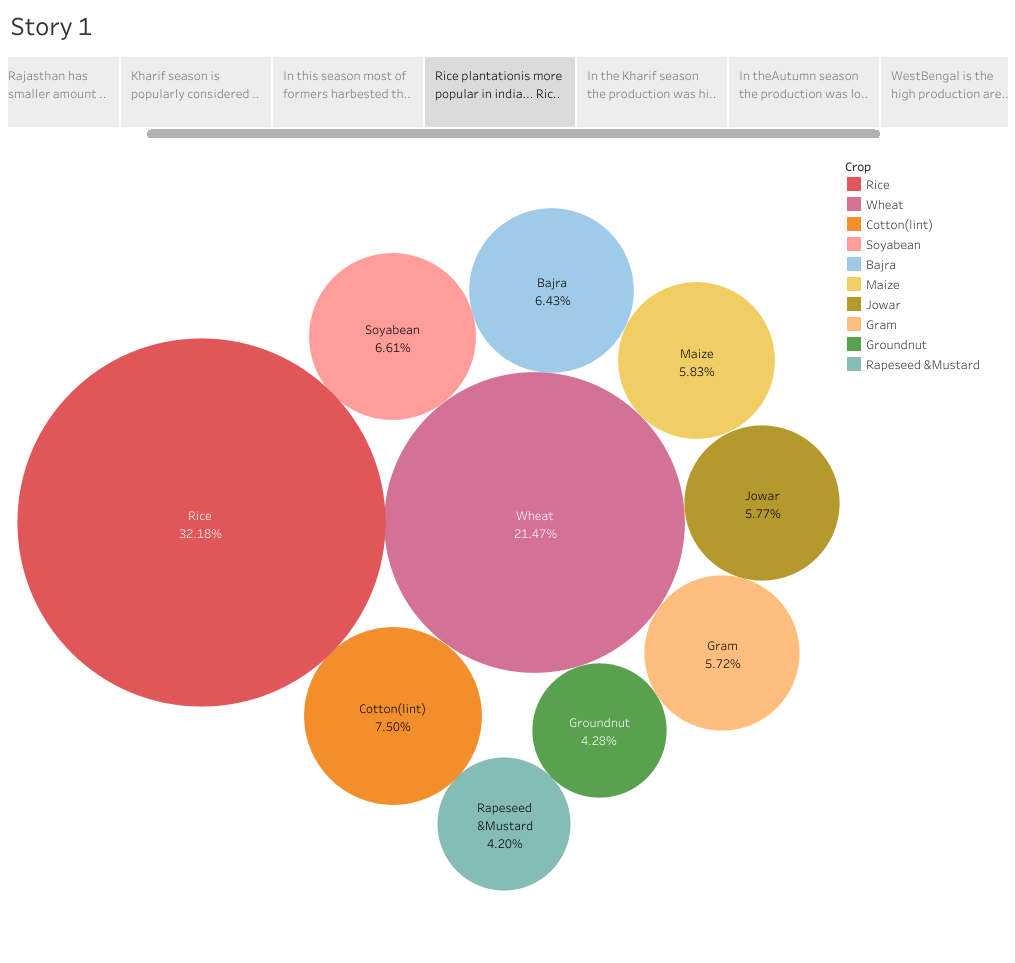 Story 1
Rajasthan has
smaller amount ..
Kharif season is
popularly considered ..
In this season most of
formers harbested th..
Rice plantationis more
popular in india... Ric..
In the Kharif season
the production was hi..
In theAutumn season
the production was lo..
WestBengal is the
high production are..
Crop
Rice
Wheat
Cotton(lint)
Soyabean
Bajra
Maize
Jowar
Gram
Groundnut
Rapeseed &Mustard
Bajra
6.43%
Soyabean
6.61%
Maize
5.83%
Jowar
5.77%
Rice
32.18%
Wheat
21.47%
Gram
5.72%
Cotton(lint)
7.50%
Groundnut
4.28%
Rapeseed
&Mustard
4.20%